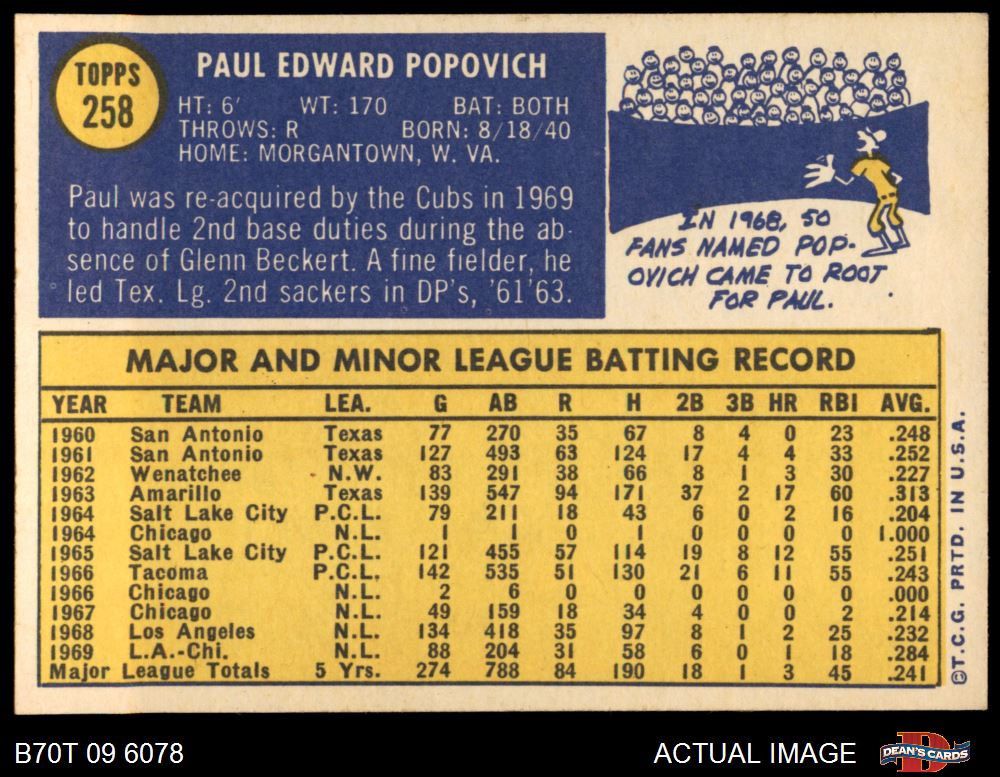 TOPPS
258
PAUL EDWARD POPOVICH
HT: 6' WT: 170 BAT: BOTH
THROWS: R BORN: 8/18/40
HOME: MORGANTOWN, W. VA.
Paul was re-acquired by the Cubs in 1969
to handle 2nd base duties during the ab-
sence of Glenn Beckert. A fine fielder, he
led Tex. Lg. 2nd sackers in DP's, '61'63.
IN 1968, 50
FANS NAMED POP-
OVICH CAME TO ROOT
FOR PAUL.
MAJOR AND MINOR LEAGUE BATTING RECORD
YEAR TEAM LEA. G AB R H 2B 3B HR RBI AVG.
1960 San Antonio Texas 77 270 35 67 8 4 0 23 .248
1961 San Antonio Texas 127 493 63 124 17 4 4 33 .252
1962 Wenatchee N.W. 83 291 38 66 8 1 3 30 .227
1963 Amarillo Texas 139 547 94 171 37 2 17 60 .313
1964 Salt Lake City P.C.L. 79 211 18 43 6 0 2 16 .204
1964 Chicago N.L. 1 1 0 1 0 0 0 0 1.000
1965 Salt Lake City P.C.L. 121 455 57 114 19 8 12 55 .251
1966 Tacoma P.C.L. 142 535 51 130 21 6 11 55 .243
1966 Chicago N.L. 2 6 0 0 0 0 0 0 .000
1967 Chicago N.L. 49 159 18 34 4 0 0 2 .214
1968 Los Angeles N.L. 134 418 35 97 8 1 2 25 .232
1969 L.A.-Chi. N.L. 88 204 31 58 6 0 1 18 .284
Major League Totals 5 Yrs. 274 788 84 190 18 1 3 45 .241
©T.C.G. PRTD. IN U.S.A.
B70T 09 6078
ACTUAL IMAGE
DEAN'S CARDS